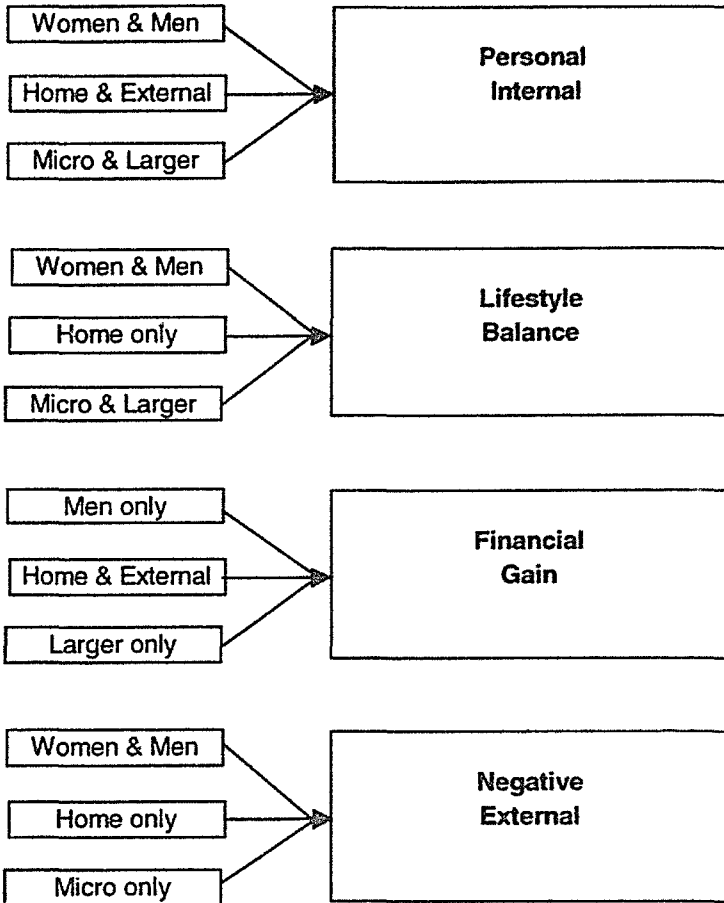 Women & Men
Home & External
Micro & Larger
Personal
Internal
Women & Men
Home only
Micro & Larger
Lifestyle
Balance
Men only
Home & External
Larger only
Financial
Gain
Women & Men
Home only
Micro only
Negative
External